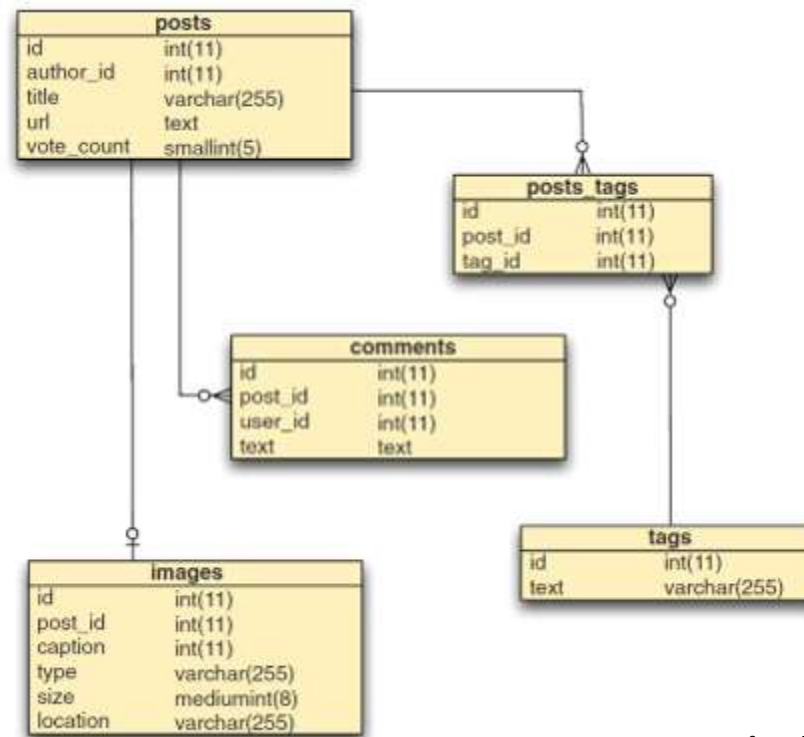 posts
id int(11)
author_id int(11)
title varchar(255)
url text
vote_count smallint(5)
posts_tags
id int(11)
post_id int(11)
tag_id int(11)
comments
id int(11)
post_id int(11)
user_id int(11)
text text
tags
id int(11)
text varchar(255)
images
id int(11)
post_id int(11)
caption int(11)
type varchar(255)
size mediumint(8)
location varchar(255)